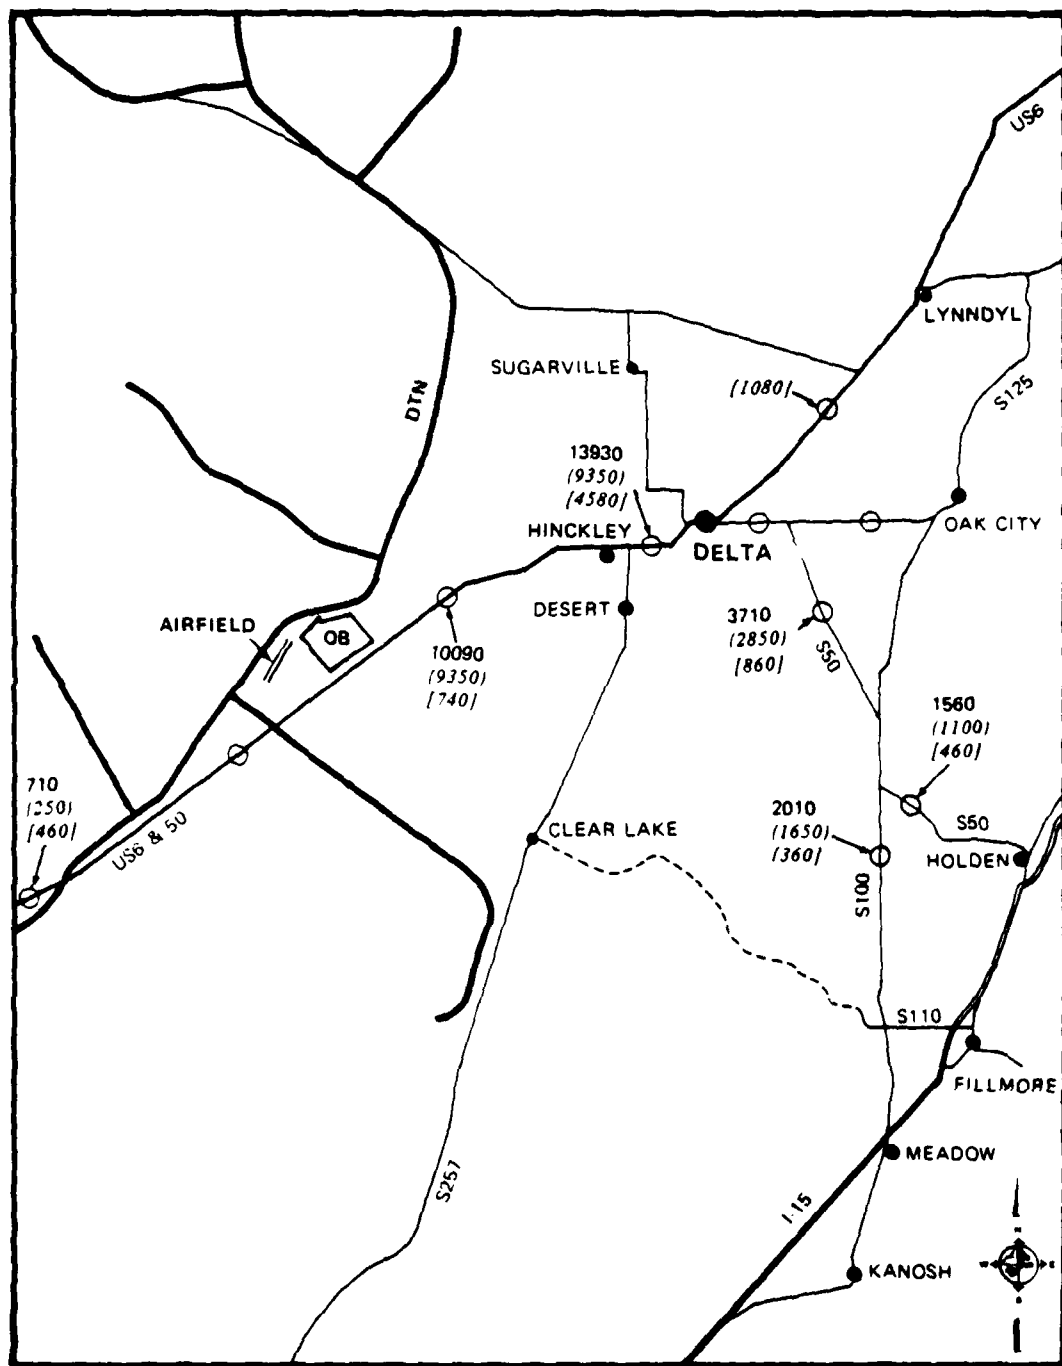 US6
LYNNDYL
SUGARVILLE
DTN
[1080]
S125
13930
(9350)
[4580]
HINCKLEY
DELTA
OAK CITY
AIRFIELD
OB
DESERT
10090
(9350)
[740]
3710
(2850)
[860]
S50
1560
(1100)
[460]
710
(250)
[460]
US6 & 50
CLEAR LAKE
2010
(1650)
[360]
S50
HOLDEN
S100
S110
FILLMORE
MEADOW
S257
I-15
KANOSH